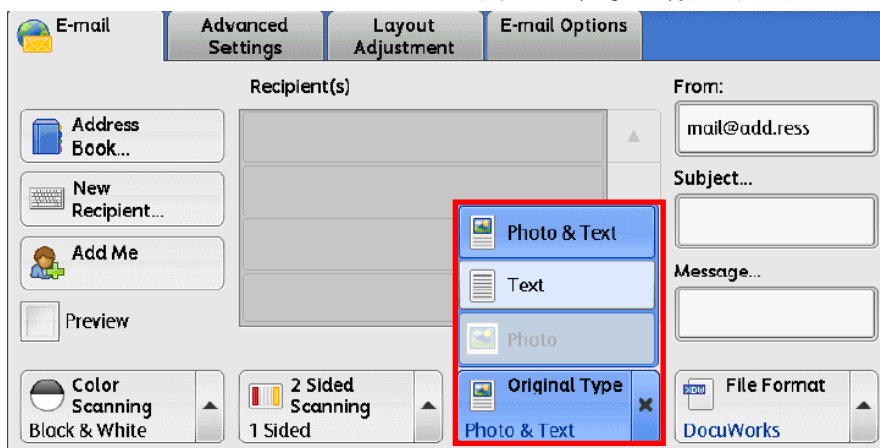 E-mail
Advanced
Settings
Layout
Adjustment
E-mail Options
Recipient(s)
From:
Address
Book...
mail@add.ress
New
Recipient...
Subject...
Photo & Text
Add Me
Text
Message...
Preview
Photo
Color
Scanning
Black & White
2 Sided
Scanning
1 Sided
Original Type
Photo & Text
XDW
File Format
DocuWorks